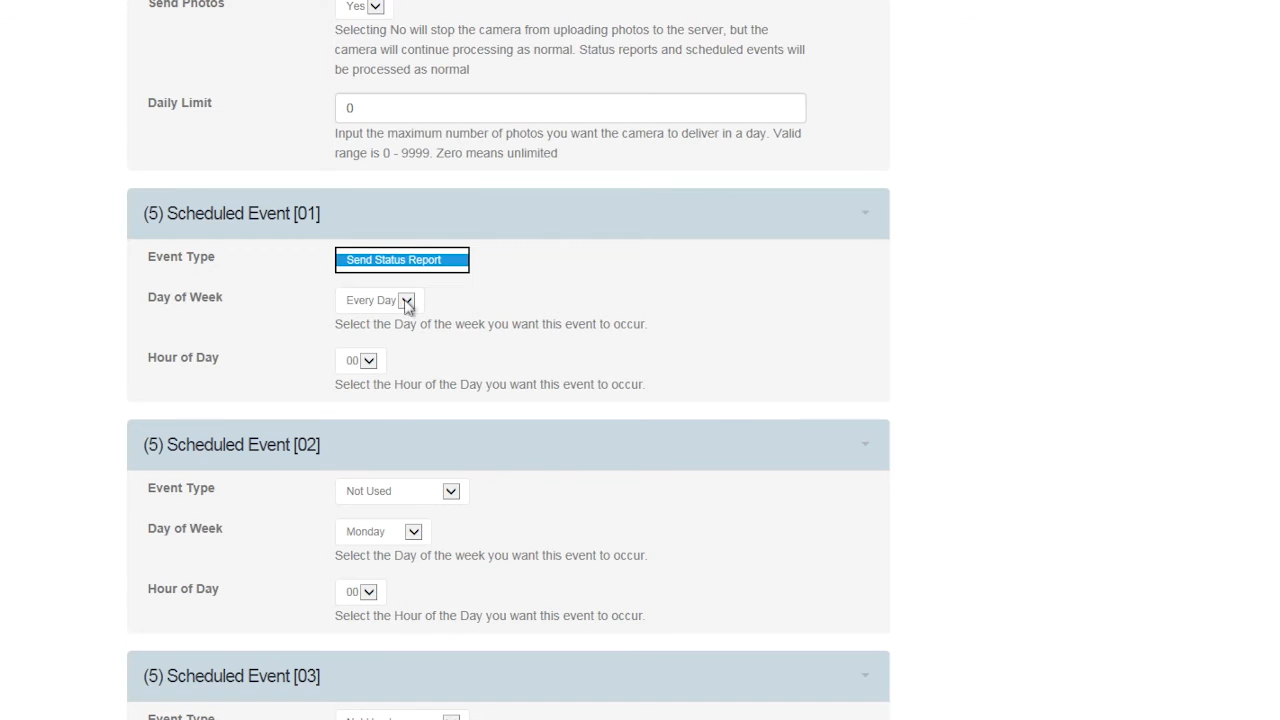 Send Photos
Yes
Selecting No will stop the camera from uploading photos to the server, but the
camera will continue processing as normal. Status reports and scheduled events will
be processed as normal
Daily Limit
0
Input the maximum number of photos you want the camera to deliver in a day. Valid
range is 0 - 9999. Zero means unlimited
(5) Scheduled Event [01]
Event Type
Send Status Report
Day of Week
Every Day
Select the Day of the week you want this event to occur.
Hour of Day
00
Select the Hour of the Day you want this event to occur.
(5) Scheduled Event [02]
Event Type
Not Used
Day of Week
Monday
Select the Day of the week you want this event to occur.
Hour of Day
00
Select the Hour of the Day you want this event to occur.
(5) Scheduled Event [03]
Event Type
Not Used